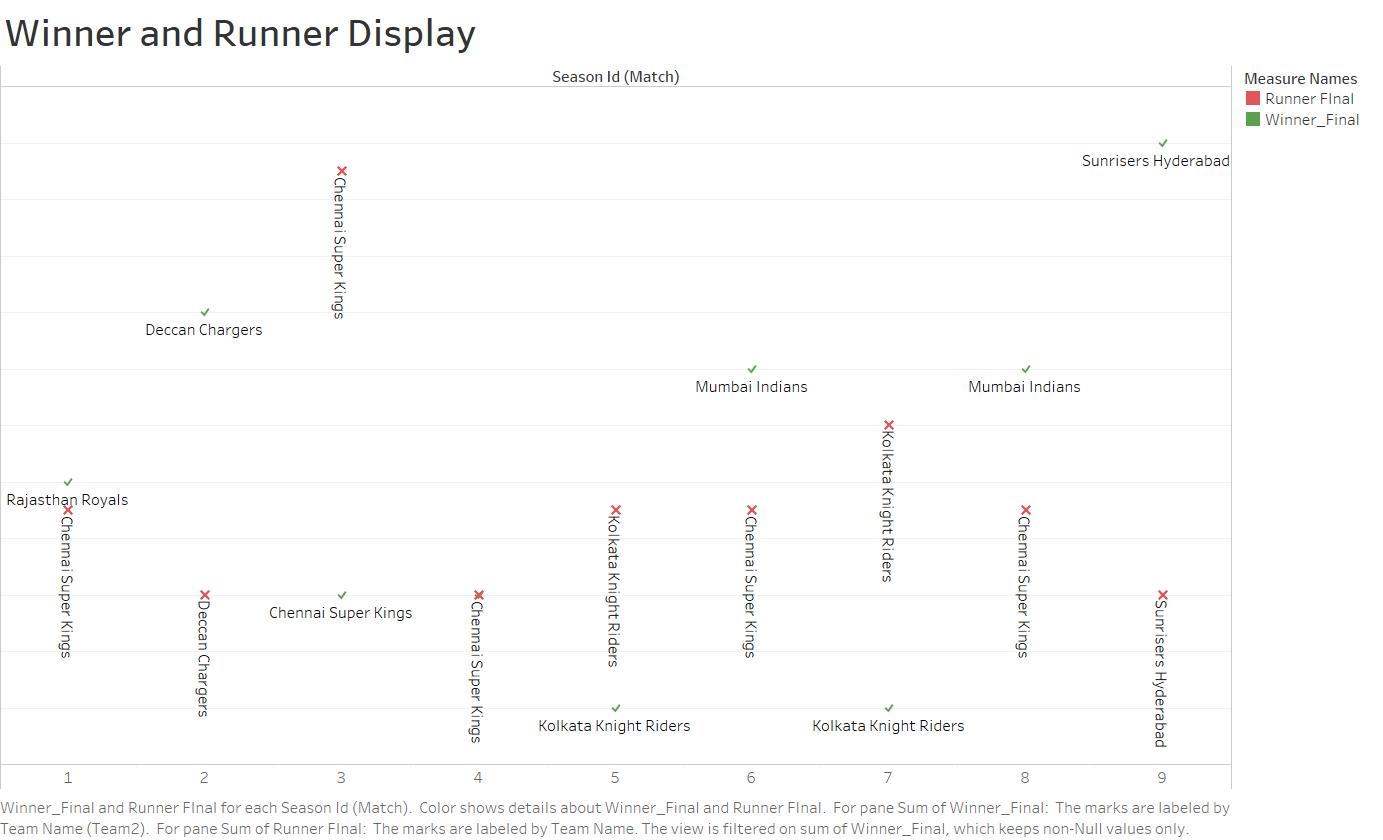 Winner and Runner Display
Season Id (Match)
Measure Names
Runner FInal
Winner_Final
Sunrisers Hyderabad
Chennai Super Kings
Deccan Chargers
Mumbai Indians
Mumbai Indians
Kolkata Knight Riders
Rajasthan Royals
Chennai Super Kings
Kolkata Knight Riders
Chennai Super Kings
Chennai Super Kings
Deccan Chargers
Chennai Super Kings
Chennai Super Kings
Sunrisers Hyderabad
Kolkata Knight Riders
Kolkata Knight Riders
1 2 3 4 5 6 7 8 9
Winner_Final and Runner FInal for each Season Id (Match). Color shows details about Winner_Final and Runner FInal. For pane Sum of Winner_Final: The marks are labeled by
Team Name (Team2). For pane Sum of Runner FInal: The marks are labeled by Team Name. The view is filtered on sum of Winner_Final, which keeps non-Null values only.